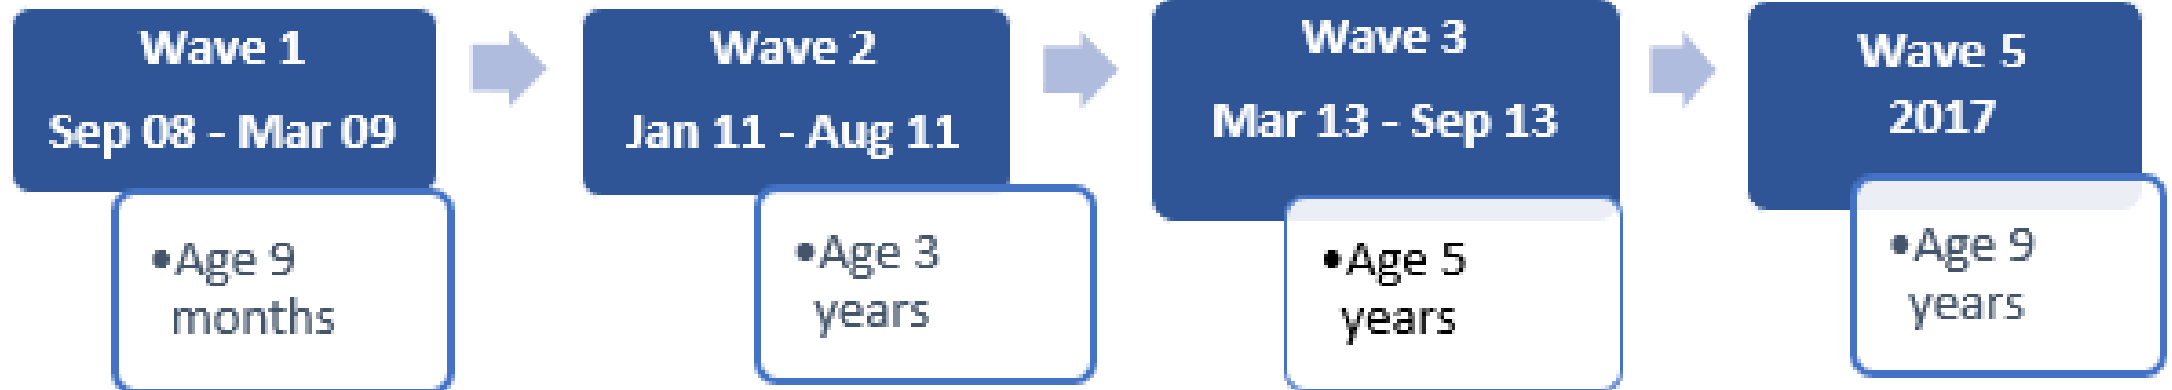 Wave 1
Sep 08 - Mar 09
•Age 9
months
Wave 2
Jan 11 - Aug 11
•Age 3
years
Wave 3
Mar 13 - Sep 13
•Age 5
years
Wave 5
2017
•Age 9
years